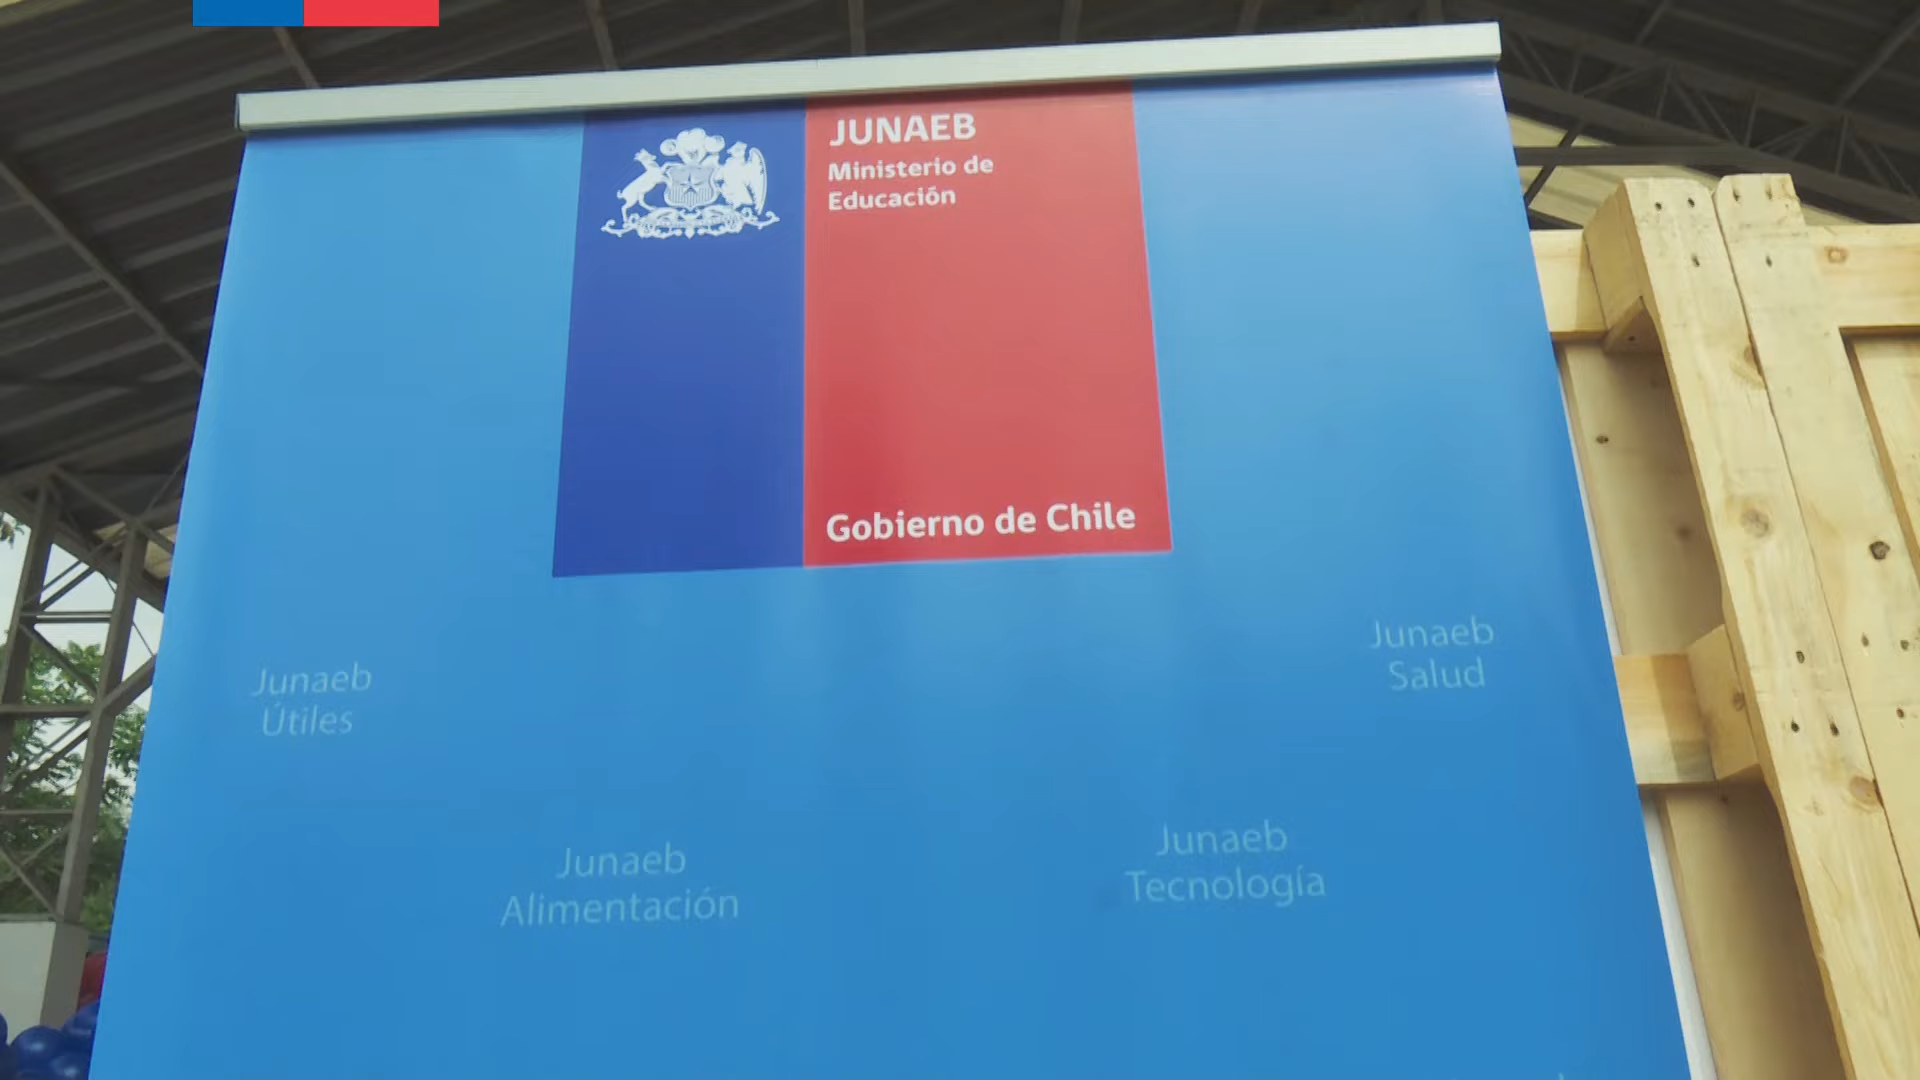 JUNAEB
Ministerio de
Educación
Gobierno de Chile
Junaeb
Útiles
Junaeb
Salud
Junaeb
Alimentación
Junaeb
Tecnología